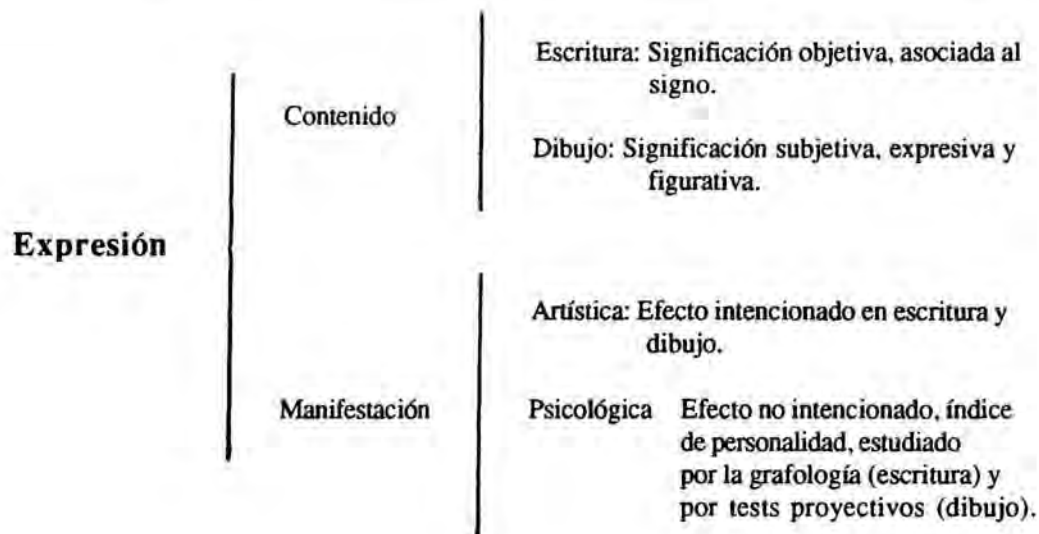 Escritura: Significación objetiva, asociada al
signo.
Contenido
Dibujo: Significación subjetiva, expresiva y
figurativa.
Expresión
Artística: Efecto intencionado en escritura y
dibujo.
Manifestación
Psicológica Efecto no intencionado, índice
de personalidad, estudiado
por la grafología (escritura) y
por tests proyectivos (dibujo).